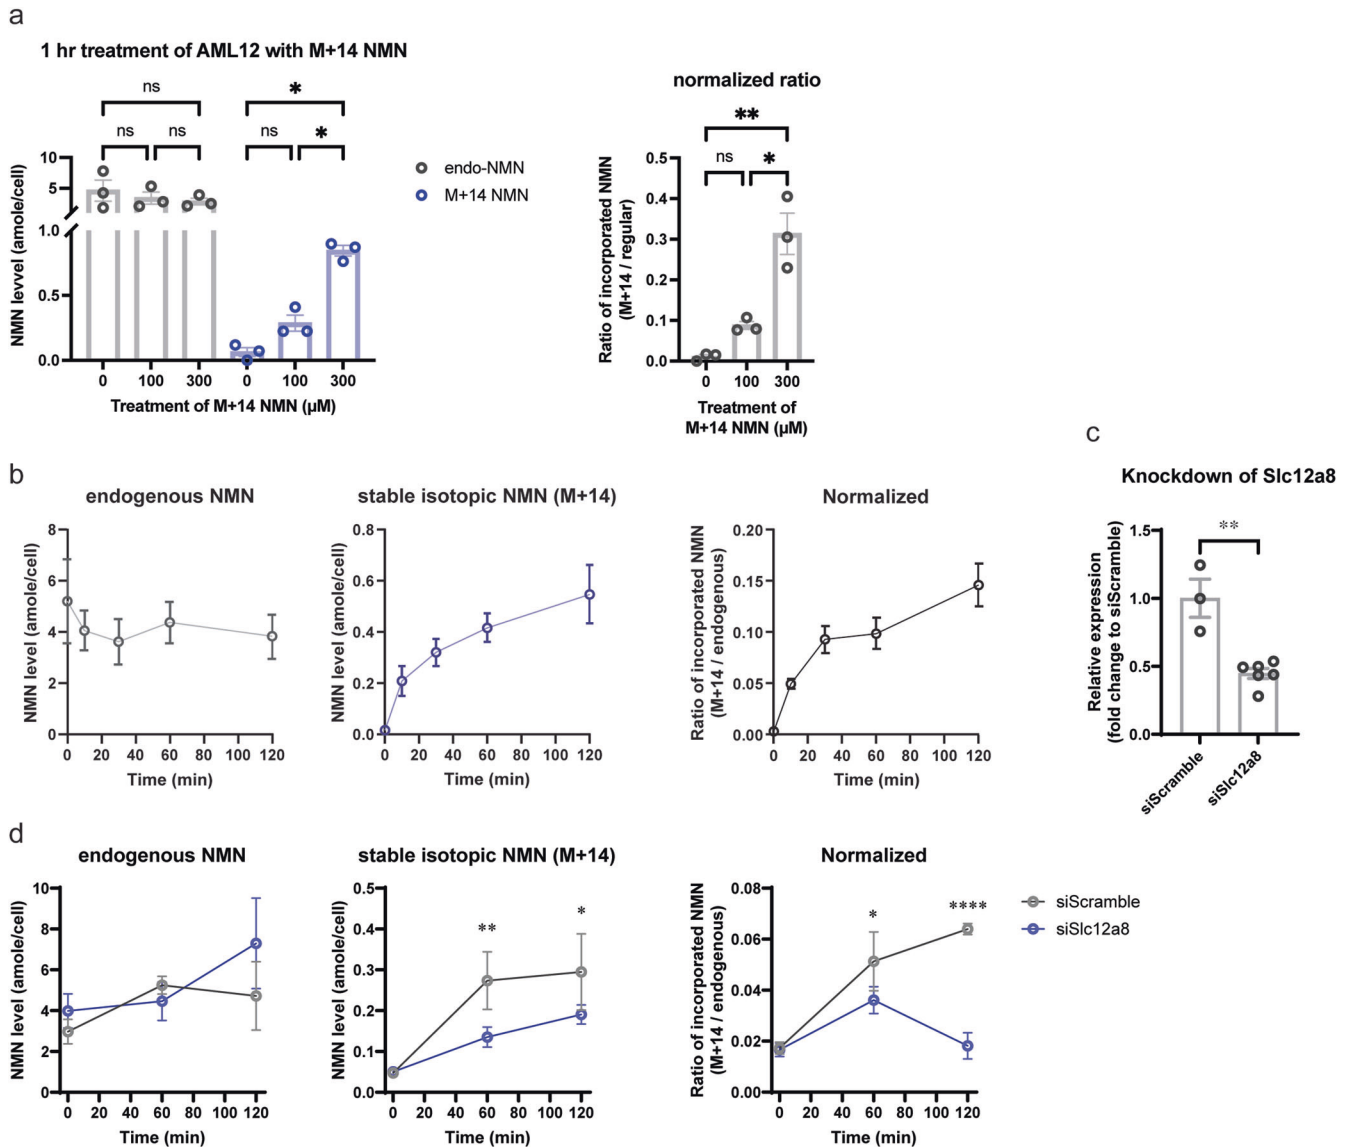 a
1 hr treatment of AML12 with M+14 NMN
ns
*
ns
ns
ns
*
NMN levvel (amole/cell)
10
5
1.0
0.5
0.0
0
100
300
0
100
300
Treatment of M+14 NMN (µM)
endo-NMN
M+14 NMN
normalized ratio
**
ns
*
Ratio of incorporated NMN
(M+14 / regular)
0.5
0.4
0.3
0.2
0.1
0.0
0
100
300
Treatment of
M+14 NMN (µM)
b
endogenous NMN
NMN level (amole/cell)
8
6
4
2
0
0
20
40
60
80
100
120
Time (min)
stable isotopic NMN (M+14)
NMN level (amole/cell)
0.8
0.6
0.4
0.2
0.0
0
20
40
60
80
100
120
Time (min)
Normalized
Ratio of incorporated NMN
(M+14 / endogenous)
0.20
0.15
0.10
0.05
0.00
0
20
40
60
80
100
120
Time (min)
c
Knockdown of Slc12a8
**
Relative expression
(fold change to siScramble)
1.5
1.0
0.5
0.0
siScramble
siSlc12a8
d
endogenous NMN
NMN level (amole/cell)
10
8
6
4
2
0
0
20
40
60
80
100
120
Time (min)
stable isotopic NMN (M+14)
**
*
NMN level (amole/cell)
0.5
0.4
0.3
0.2
0.1
0.0
0
20
40
60
80
100
120
Time (min)
Normalized
*
****
Ratio of incorporated NMN
(M+14 / endogenous)
0.08
0.06
0.04
0.02
0.00
0
20
40
60
80
100
120
Time (min)
siScramble
siSlc12a8